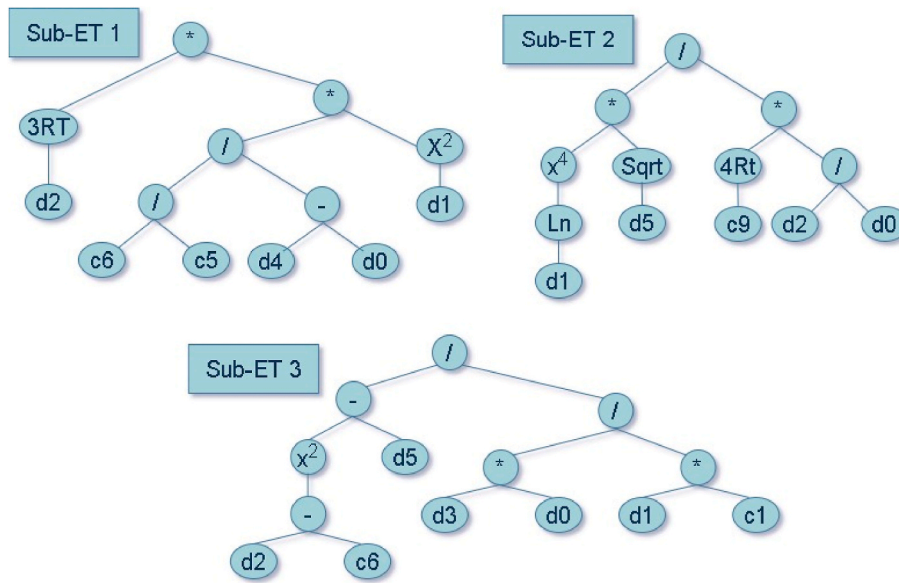 Sub-ET 1
*
*
3RT
/
X²
d2
/
-
d1
c6
c5
d4
d0
Sub-ET 2
/
*
*
x⁴
Sqrt
4Rt
/
Ln
d5
c9
d2
d0
d1
Sub-ET 3
/
-
/
x²
d5
*
*
-
d3
d0
d1
c1
d2
c6